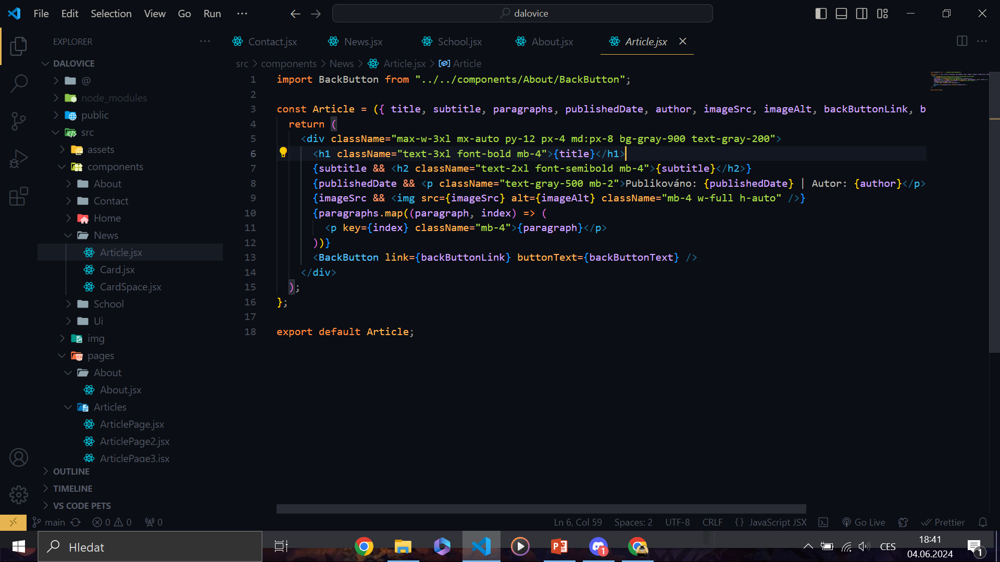 File Edit Selection View Go Run ···
dalovice
EXPLORER ···
Contact.jsx News.jsx School.jsx About.jsx Article.jsx
DALOVICE
@
node_modules
public
src
assets
components
About
Contact
Home
News
Article.jsx
Card.jsx
CardSpace.jsx
School
Ui
img
pages
About
About.jsx
Articles
ArticlePage.jsx
ArticlePage2.jsx
ArticlePage3.jsx
OUTLINE
TIMELINE
VS CODE PETS
src > components > News > Article.jsx > Article
1 import BackButton from "../../components/About/BackButton";
2
3 const Article = ({ title, subtitle, paragraphs, publishedDate, author, imageSrc, imageAlt, backButtonLink, b
4 return (
5 <div className="max-w-3xl mx-auto py-12 px-4 md:px-8 bg-gray-900 text-gray-200">
6 <h1 className="text-3xl font-bold mb-4">{title}</h1>
7 {subtitle && <h2 className="text-2xl font-semibold mb-4">{subtitle}</h2>}
8 {publishedDate && <p className="text-gray-500 mb-2">Publikováno: {publishedDate} | Autor: {author}</p>
9 {imageSrc && <img src={imageSrc} alt={imageAlt} className="mb-4 w-full h-auto" />}
10 {paragraphs.map((paragraph, index) => (
11 <p key={index} className="mb-4">{paragraph}</p>
12 ))}
13 <BackButton link={backButtonLink} buttonText={backButtonText} />
14 </div>
15 );
16 };
17
18 export default Article;
main 0 0 0
Ln 6, Col 59 Spaces: 2 UTF-8 CRLF {} JavaScript JSX Go Live Prettier
Hledat
1
CES
18:41
04.06.2024
1